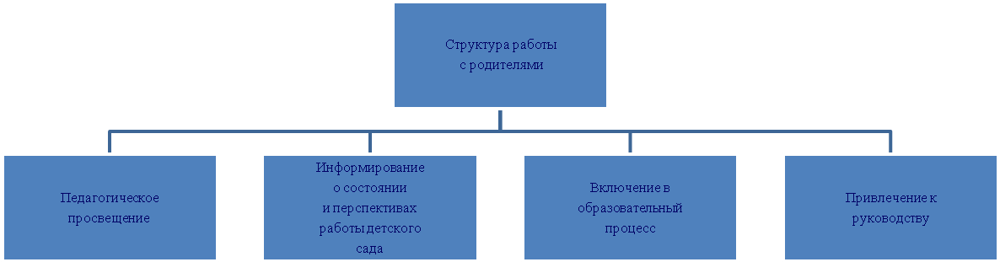 Структура работы
с родителями
Педагогическое
просвещение
Информирование
о состоянии
и перспективах
работы детского
сада
Включение в
образовательный
процесс
Привлечение к
руководству